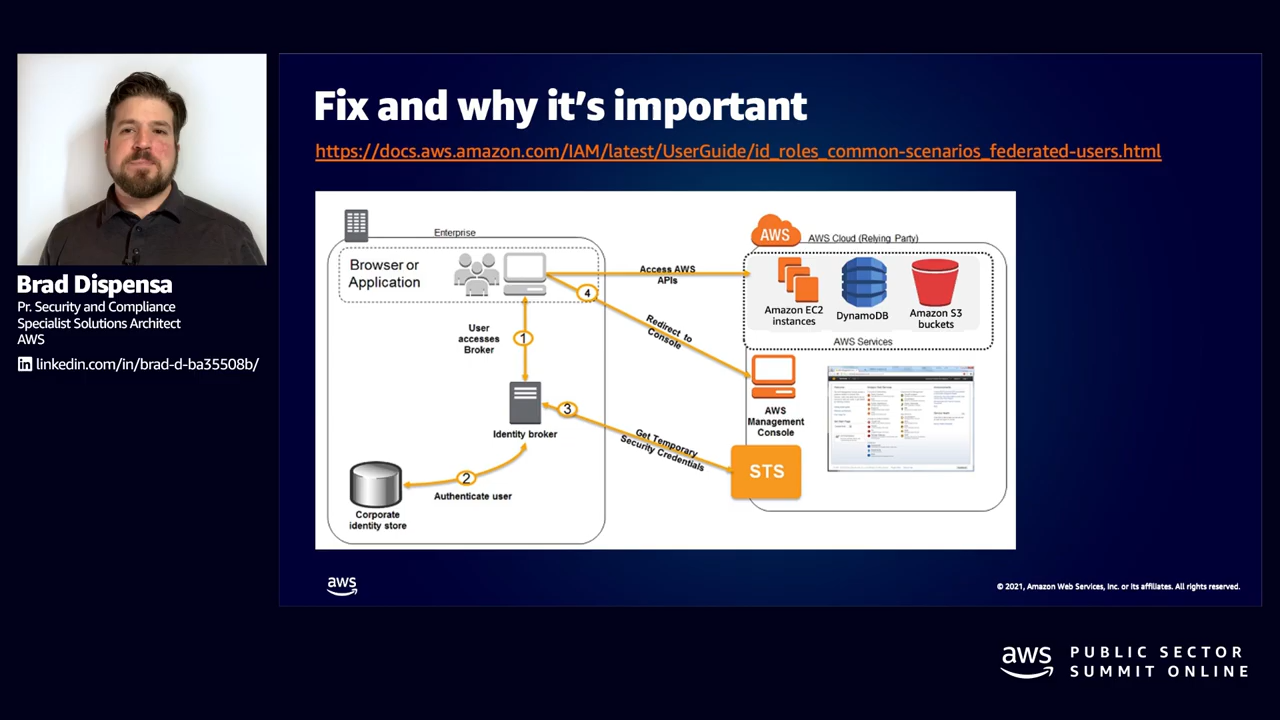 Fix and why it's important
https://docs.aws.amazon.com/IAM/latest/UserGuide/id_roles_common-scenarios_federated-users.html
Brad Dispensa
Pr. Security and Compliance
Specialist Solutions Architect
AWS
linkedin.com/in/brad-d-ba35508b/
Enterprise
Browser or
Application
4
User
accesses
Broker
1
Identity broker
3
2
Authenticate user
Corporate
identity store
Access AWS
APIs
Redirect to
Console
Get Temporary
Security Credentials
AWS
AWS Cloud (Relying Party)
Amazon EC2
instances
DynamoDB
Amazon S3
buckets
AWS Services
AWS
Management
Console
STS
aws
© 2021, Amazon Web Services, Inc. or its affiliates. All rights reserved.
aws
PUBLIC SECTOR
SUMMIT ONLINE